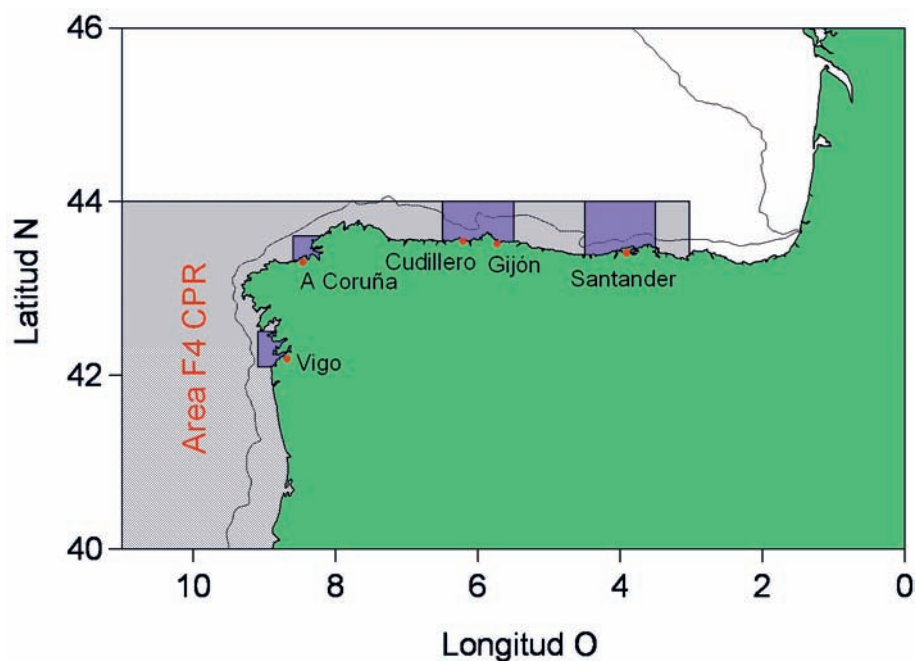 46
44
42
40
Latitud N
Area F4 CPR
A Coruña
Cudillero
Gijón
Santander
Vigo
10 8 6 4 2 0
Longitud O